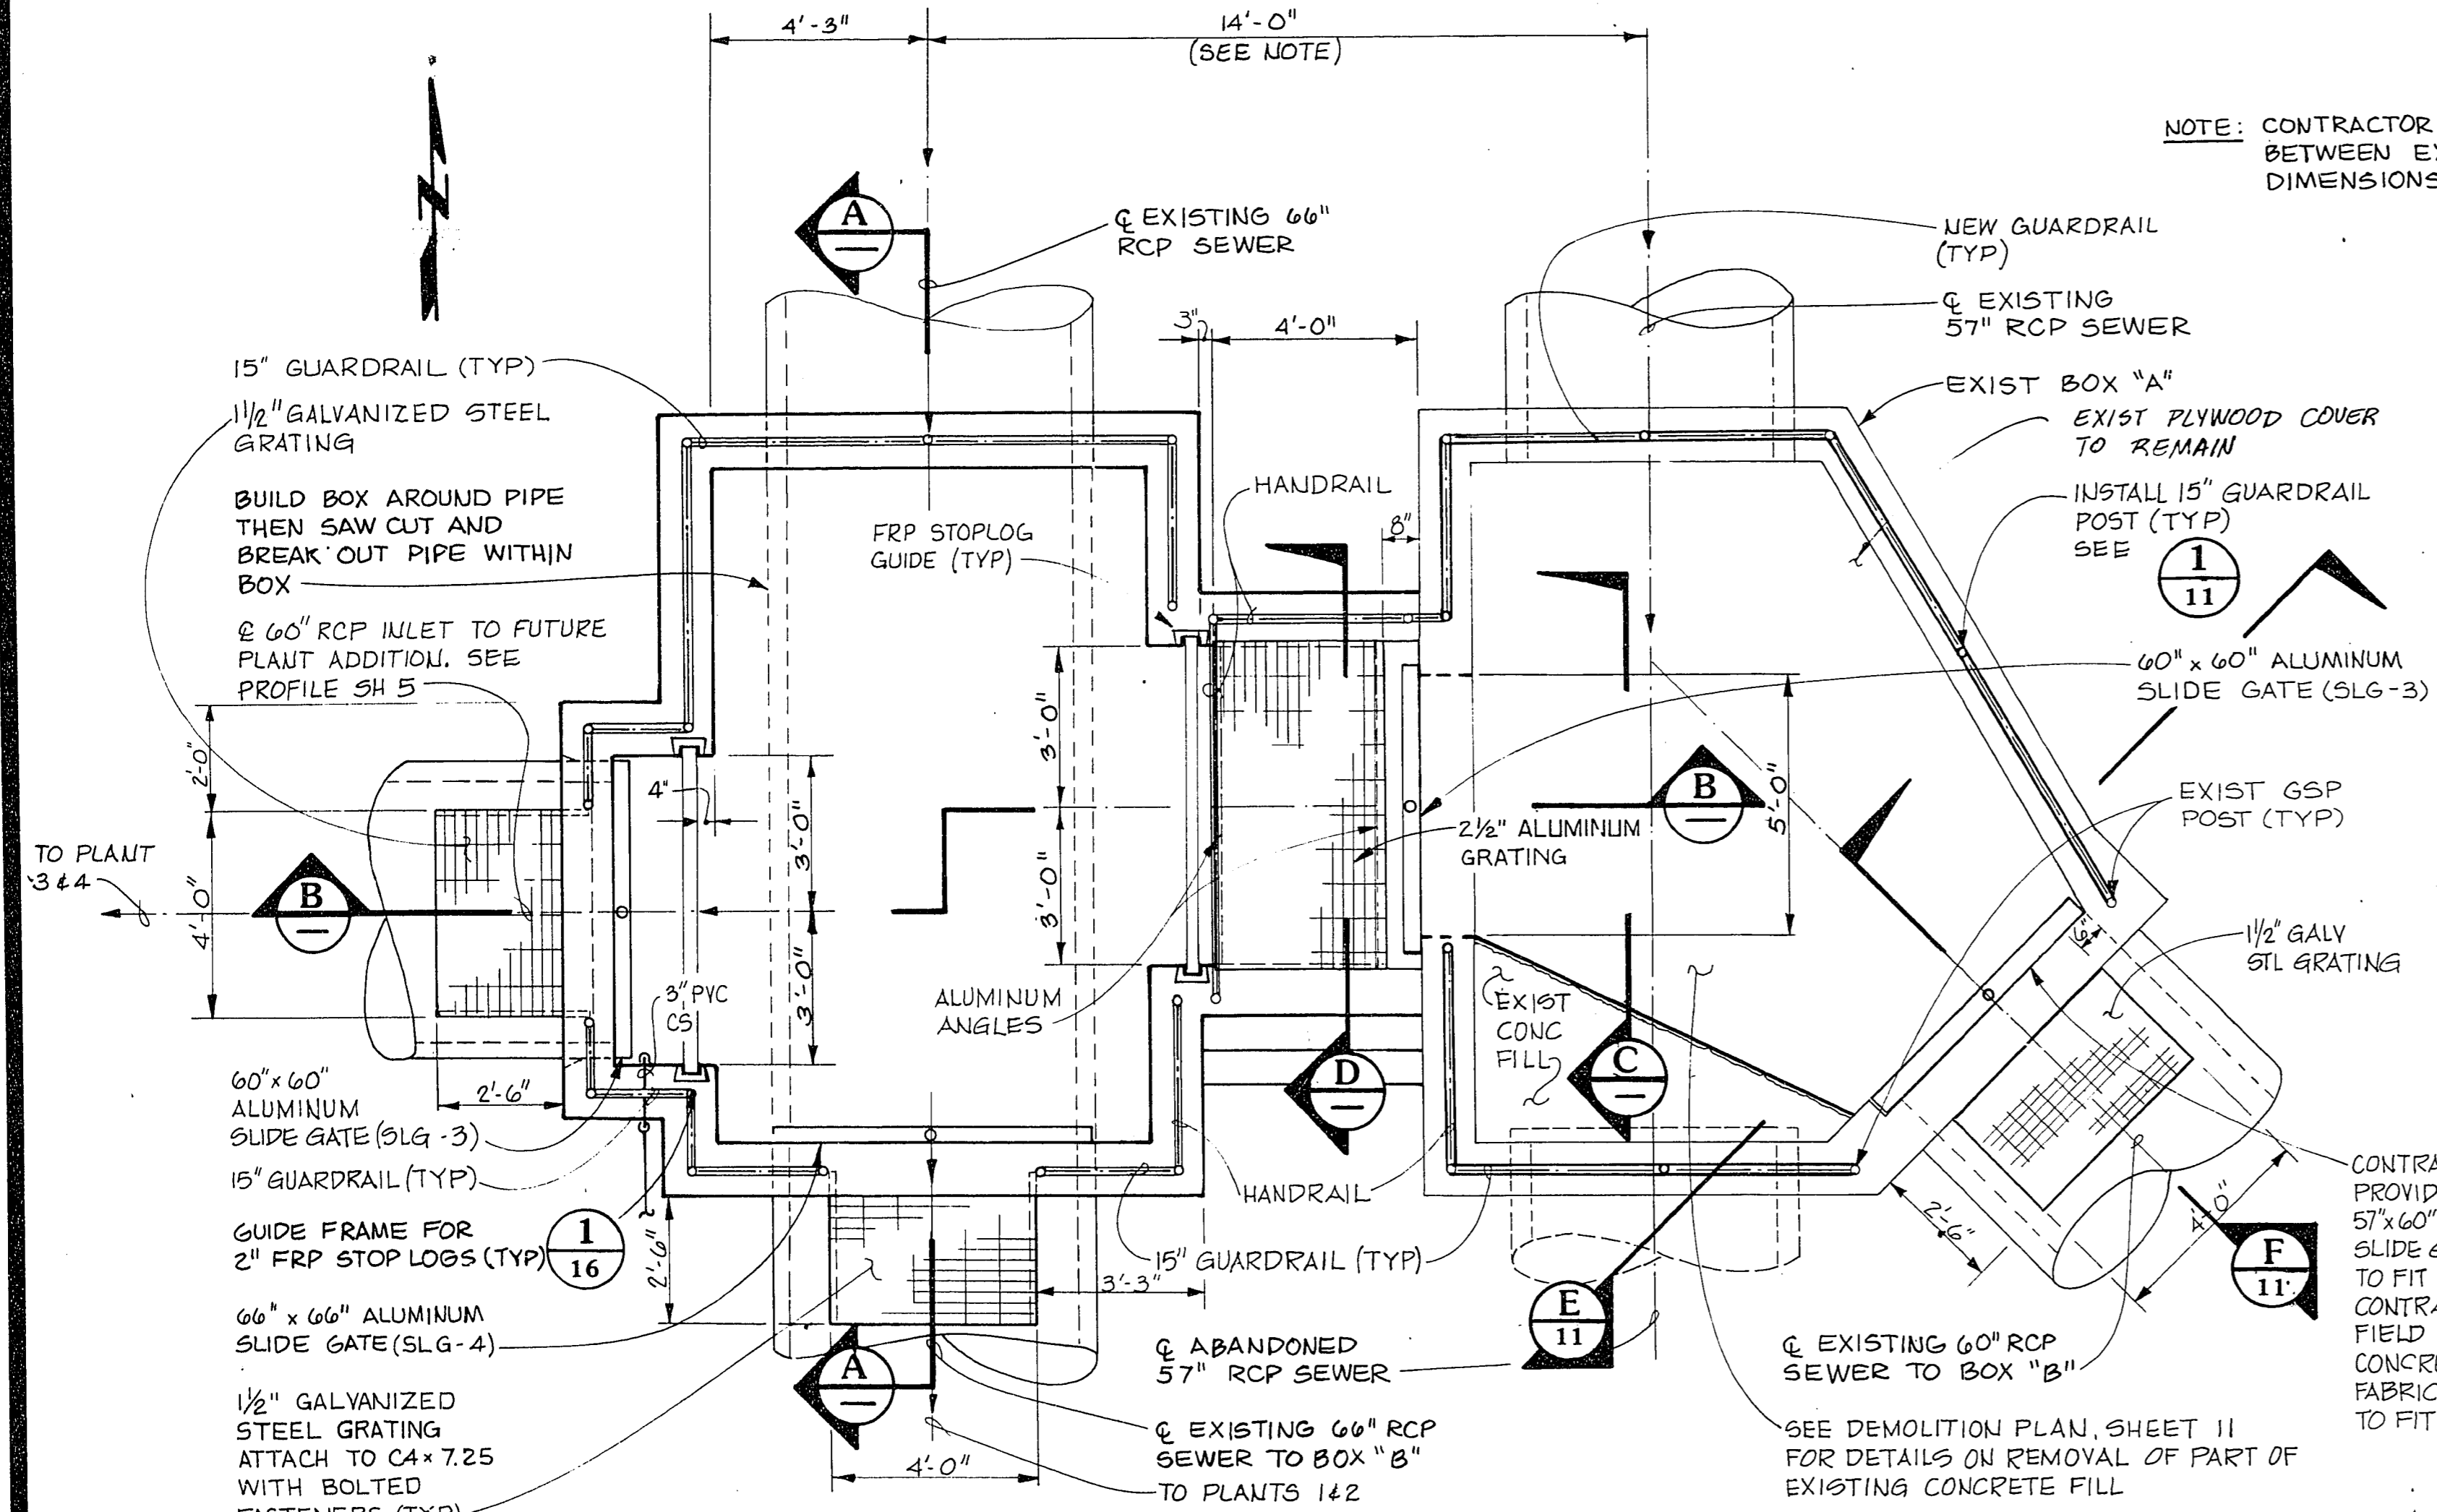 4'-3"
14'-0"
(SEE NOTE)
NOTE: CONTRACTOR
BETWEEN
DIMENSIONS
N
A
℄ EXISTING 66"
RCP SEWER
NEW GUARDRAIL
(TYP)
℄ EXISTING
57" RCP SEWER
3"
4'-0"
15" GUARDRAIL (TYP)
1½" GALVANIZED STEEL
GRATING
EXIST BOX "A"
EXIST PLYWOOD COVER
TO REMAIN
BUILD BOX AROUND PIPE
THEN SAW CUT AND
BREAK OUT PIPE WITHIN
BOX
HANDRAIL
FRP STOPLOG
GUIDE (TYP)
8"
INSTALL 15" GUARDRAIL
POST (TYP)
SEE
1
11
℄ 60" RCP INLET TO FUTURE
PLANT ADDITION. SEE
PROFILE SH 5
60" x 60" ALUMINUM
SLIDE GATE (SLG-3)
2'-0"
4'-0"
4"
3'-0"
3'-0"
3'-0"
3'-0"
5'-0"
B
2½" ALUMINUM
GRATING
EXIST GSP
POST (TYP)
TO PLANT
3 & 4
B
3" PVC
CS
ALUMINUM
ANGLES
EXIST
CONC
FILL
1½" GALV
STL GRATING
60" x 60"
ALUMINUM
SLIDE GATE (SLG-3)
2'-6"
D
C
15" GUARDRAIL (TYP)
HANDRAIL
GUIDE FRAME FOR
2" FRP STOP LOGS (TYP)
1
16
2'-6"
15" GUARDRAIL (TYP)
3'-3"
2'-6"
4'-0"
F
11
CONTRA
PROVID
57"x60"
SLIDE
TO FIT
CONTRA
FIELD
CONCRE
FABRIC
TO FIT
66" x 66" ALUMINUM
SLIDE GATE (SLG-4)
A
℄ ABANDONED
57" RCP SEWER
E
11
℄ EXISTING 60" RCP
SEWER TO BOX "B"
1½" GALVANIZED
STEEL GRATING
ATTACH TO C4 x 7.25
WITH BOLTED
FASTENERS (TYP)
4'-0"
℄ EXISTING 66" RCP
SEWER TO BOX "B"
TO PLANTS 1 & 2
SEE DEMOLITION PLAN, SHEET 11
FOR DETAILS ON REMOVAL OF PART OF
EXISTING CONCRETE FILL